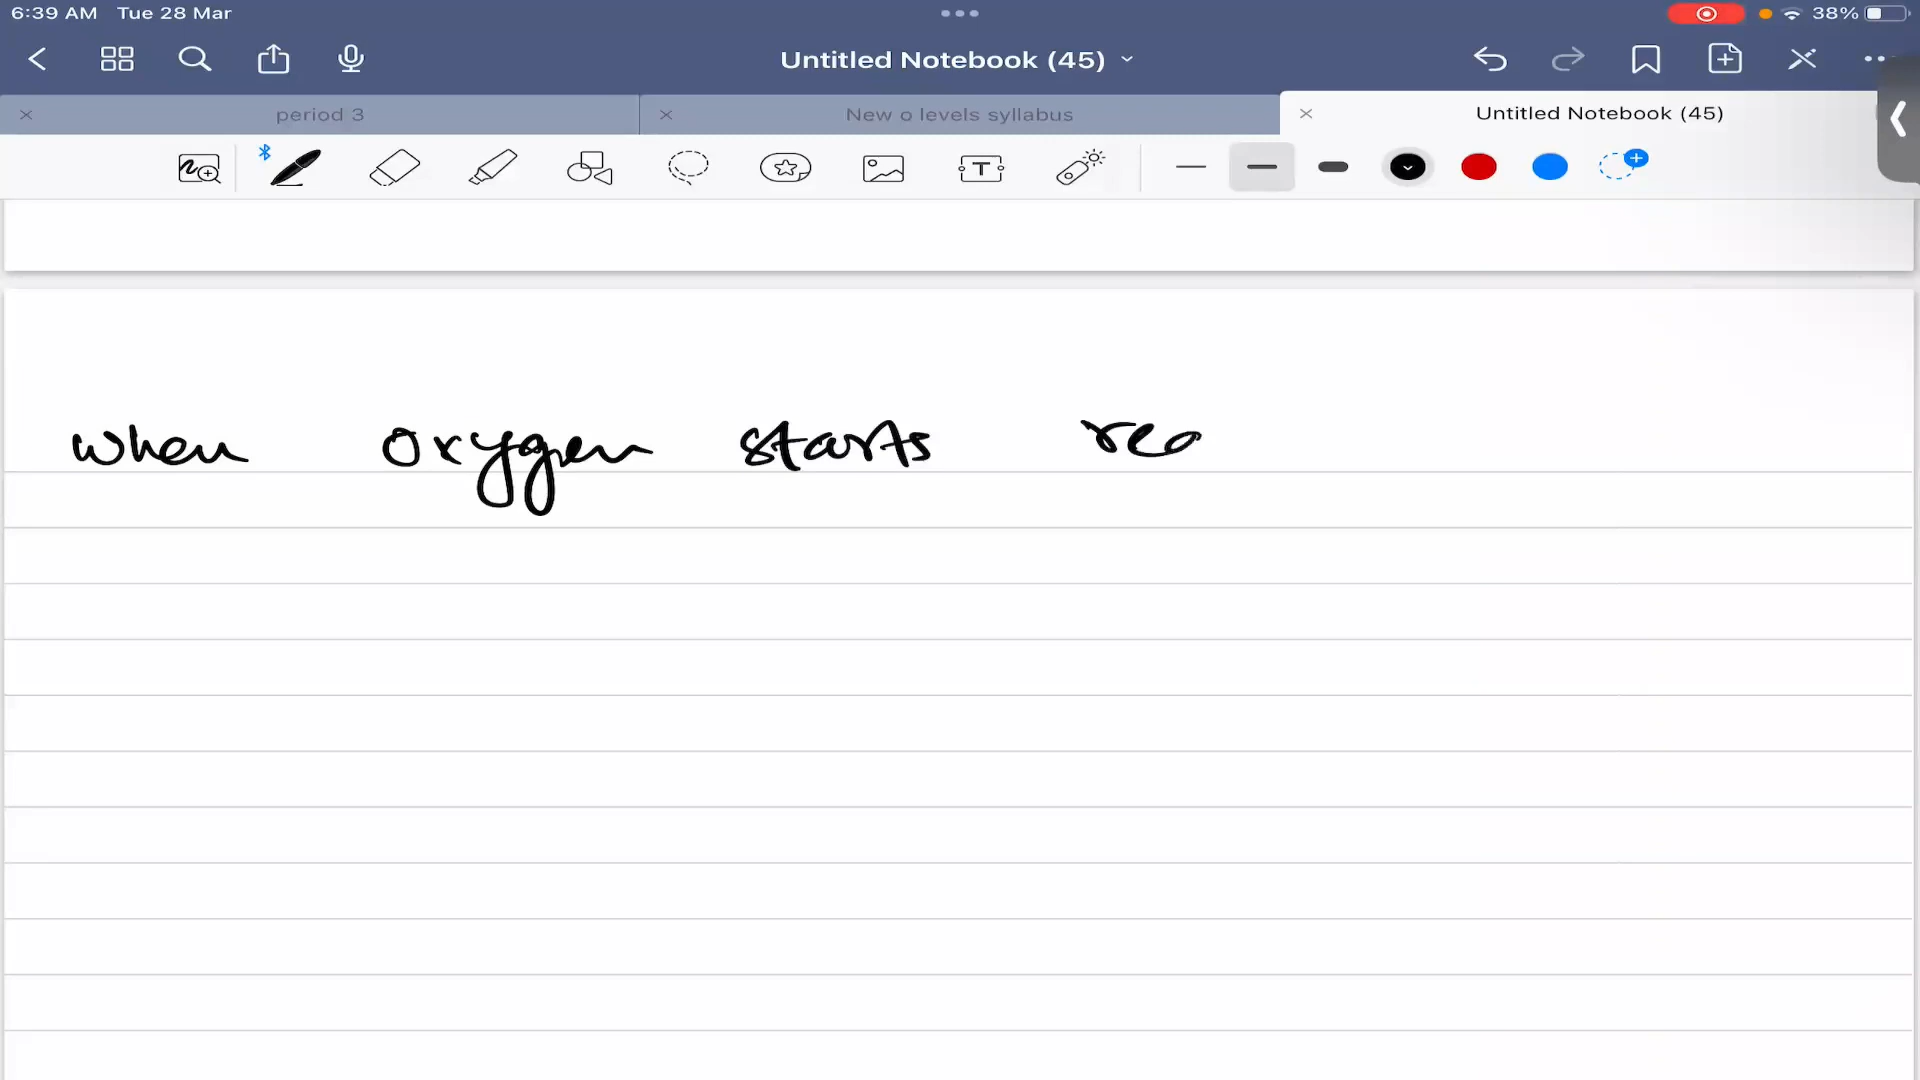 6:39 AM Tue 28 Mar
38%
Untitled Notebook (45)
period 3
New o levels syllabus
Untitled Notebook (45)
T
when oxygen starts rea